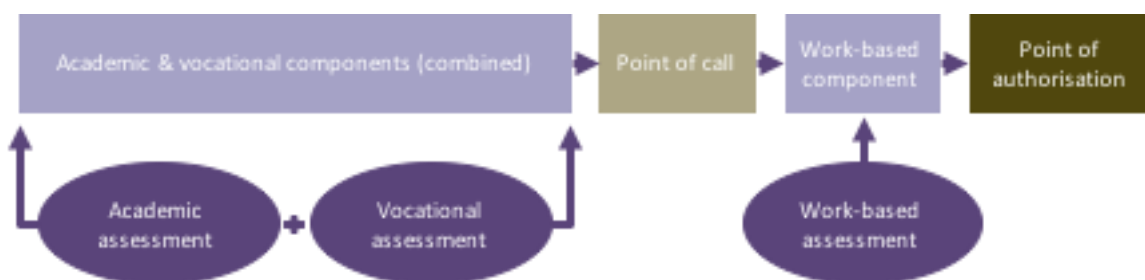 Academic & vocational components (combined)
Point of call
Work-based
component
Point of
authorisation
Academic
assessment
Vocational
assessment
Work-based
assessment